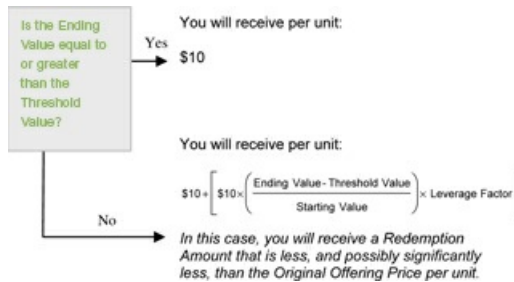 Is the Ending
Value equal to
or greater
than the
Threshold
Value?
Yes
You will receive per unit:
$10
You will receive per unit:
$10+[$10×(Ending Value-Threshold Value
Starting Value)× Leverage Factor
No
In this case, you will receive a Redemption
Amount that is less, and possibly significantly
less, than the Original Offering Price per unit.